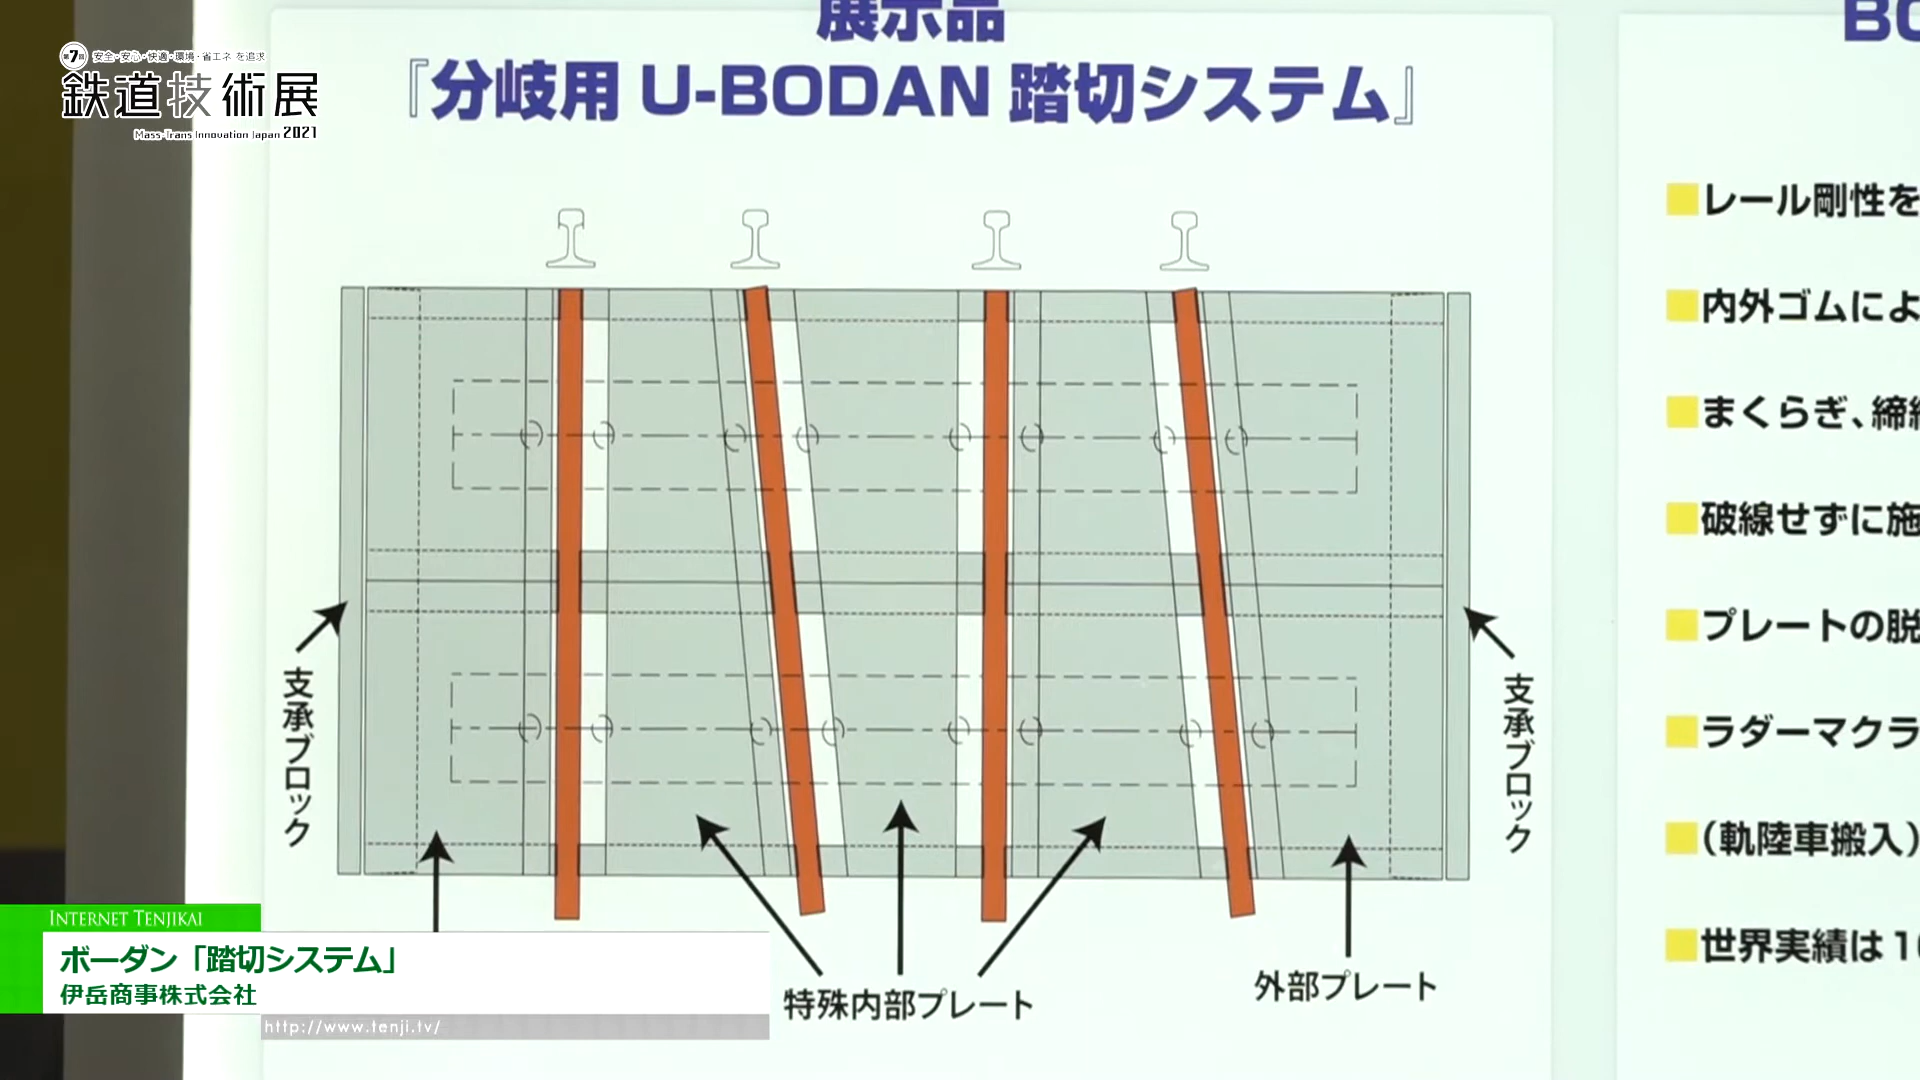 第7回 安全・安心・快適・環境・省エネ を追求
鉄道技術展
Mass-Trans Innovation Japan 2021
展示品
『分岐用 U-BODAN 踏切システム』
支承ブロック
支承ブロック
特殊内部プレート
外部プレート
BO
レール剛性を
内外ゴムによ
まくらぎ、締
破線せずに施
プレートの脱
ラダーマクラ
（軌陸車搬入）
世界実績は1
INTERNET TENJIKAI
ボーダン「踏切システム」
伊岳商事株式会社
http://www.tenji.tv/